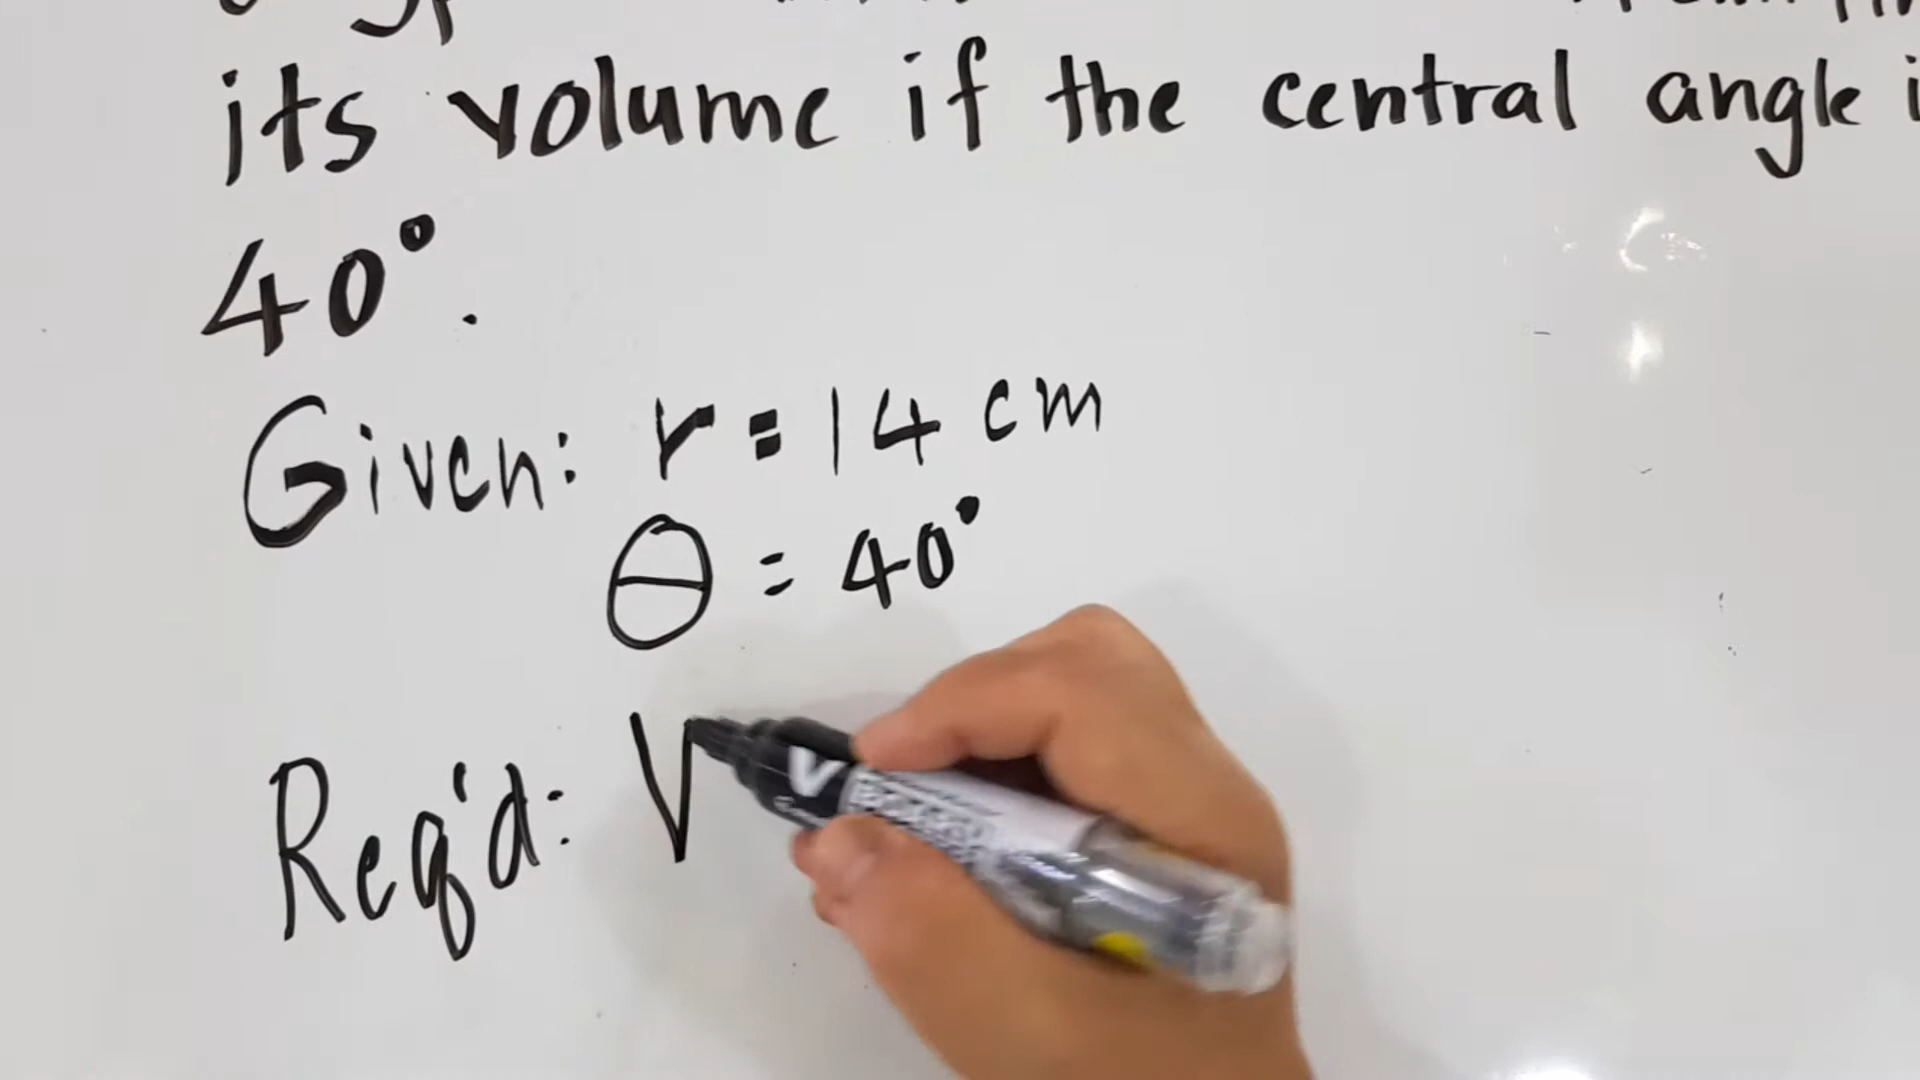 its volume if the central angle i
40°.
Given: r = 14 cm
θ = 40°
Req'd: V
V